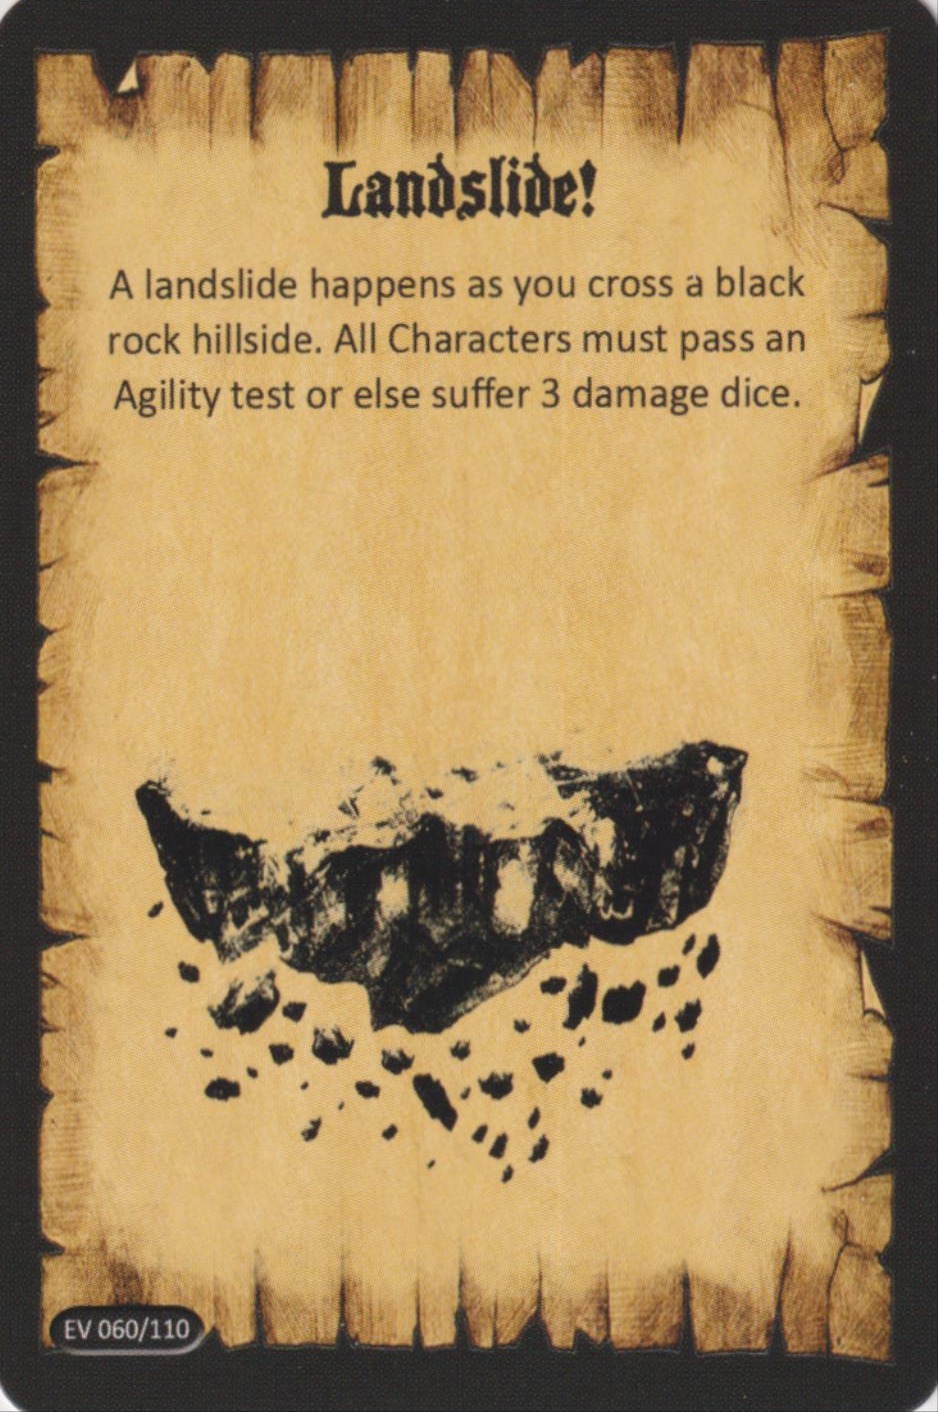 Landslide!
A landslide happens as you cross a black
rock hillside. All Characters must pass an
Agility test or else suffer 3 damage dice.
EV 060/110